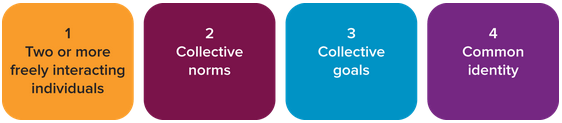 1
Two or more
freely interacting
individuals
2
Collective
norms
3
Collective
goals
4
Common
identity